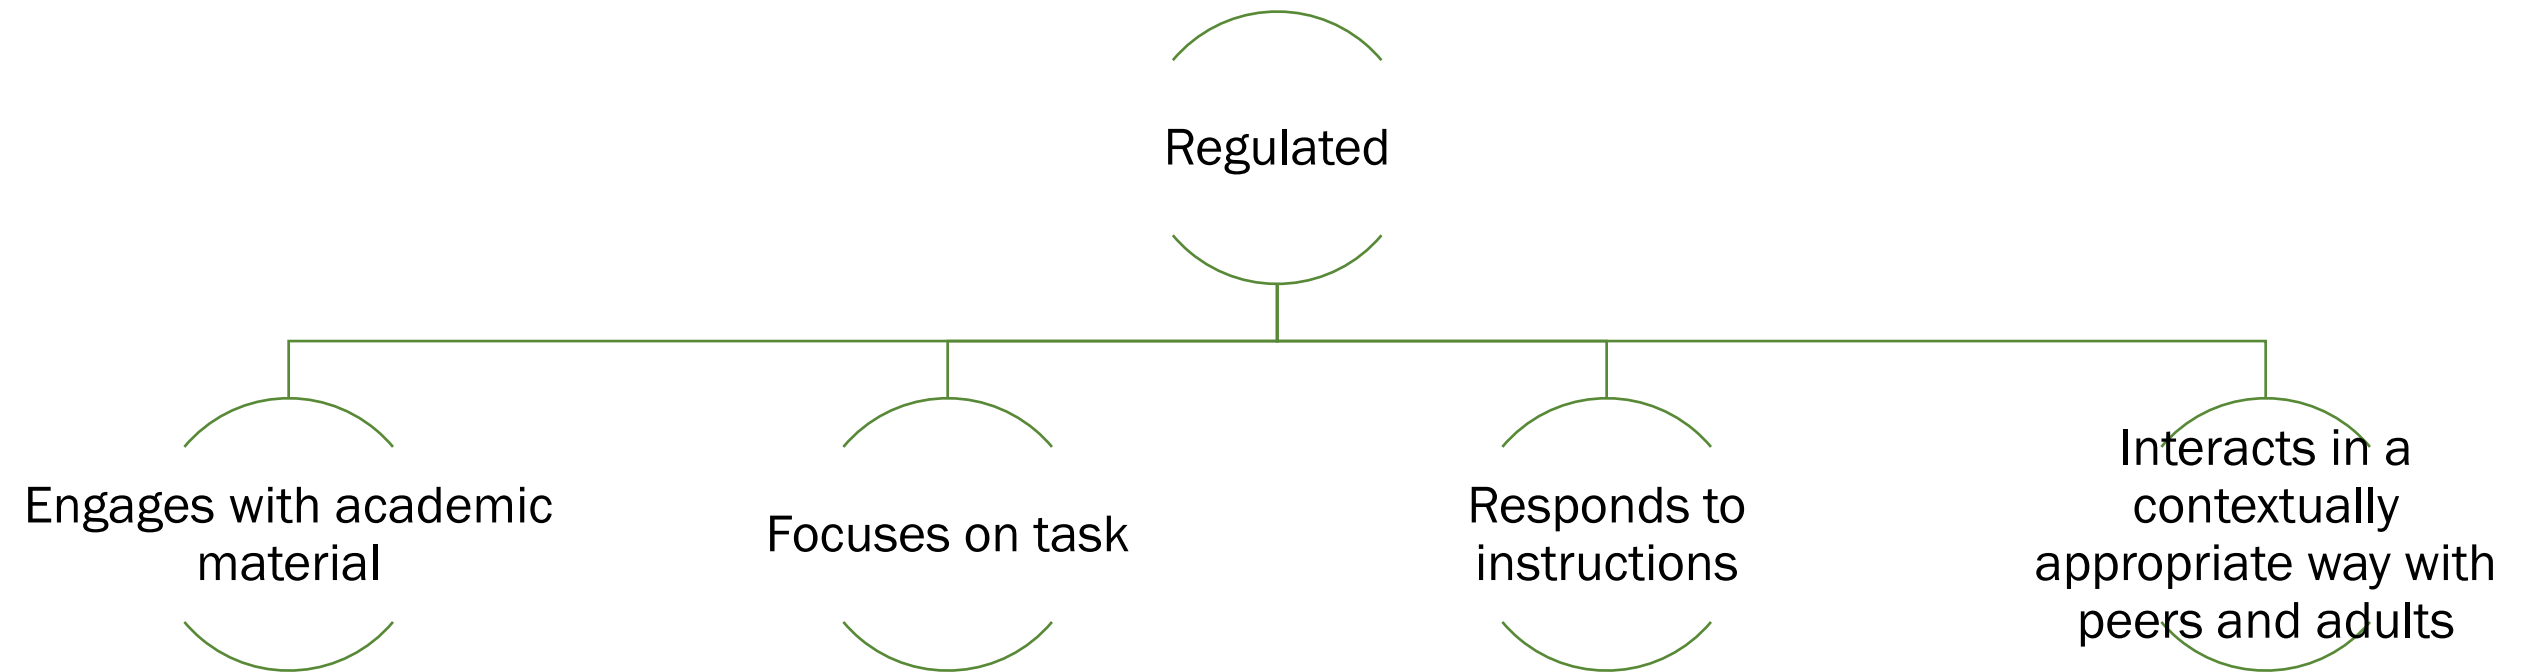 Regulated
Engages with academic
material
Focuses on task
Responds to
instructions
Interacts in a
contextually
appropriate way with
peers and adults